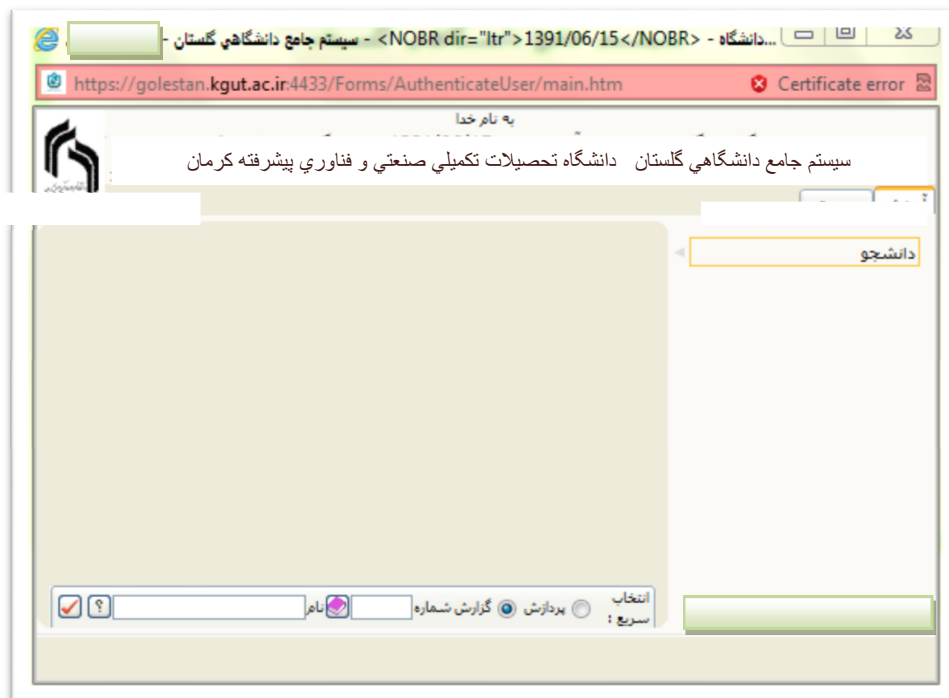 سيستم جامع دانشگاهي گلستان - <NOBR dir="ltr">1391/06/15</NOBR> - دانشگاه...
https://golestan.kgut.ac.ir:4433/Forms/AuthenticateUser/main.htm Certificate error
به نام خدا
سيستم جامع دانشگاهي گلستان دانشگاه تحصيلات تكميلي صنعتي و فناوري پيشرفته كرمان
دانشجو
انتخاب سريع : پردازش گزارش شماره نام ؟